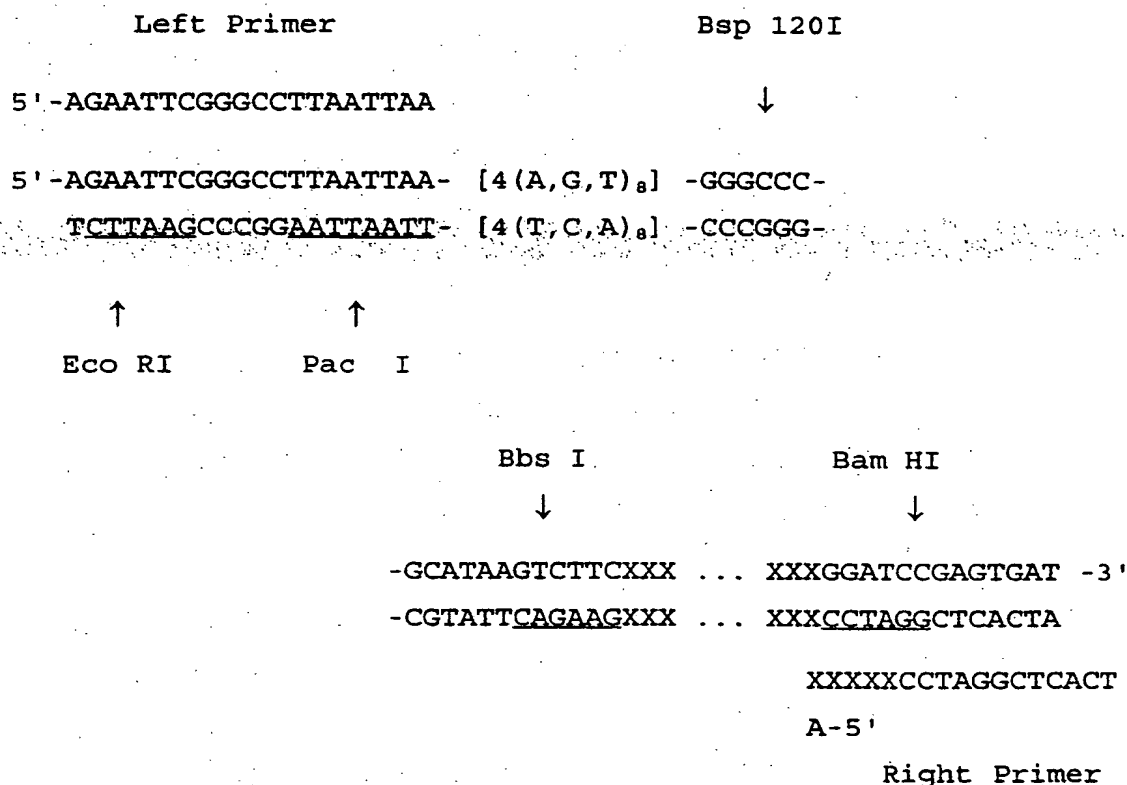 Left Primer Bsp 120I
5'-AGAATTCGGGCCTTAATTAA ↓
5'-AGAATTCGGGCCTTAATTAA- [4(A,G,T)₈] -GGGCCC-
TCTTAAGCCCGGAATTAATT- [4(T,C,A)₈] -CCCGGG-
↑ ↑
Eco RI Pac I
Bbs I Bam HI
↓ ↓
-GCATAAGTCTTCXXX ... XXXGGATCCGAGTGAT -3'
-CGTATTCAGAAGXXX ... XXXCCTAGGCTCACTA
XXXXXCCTAGGCTCACT
A-5'
Right Primer